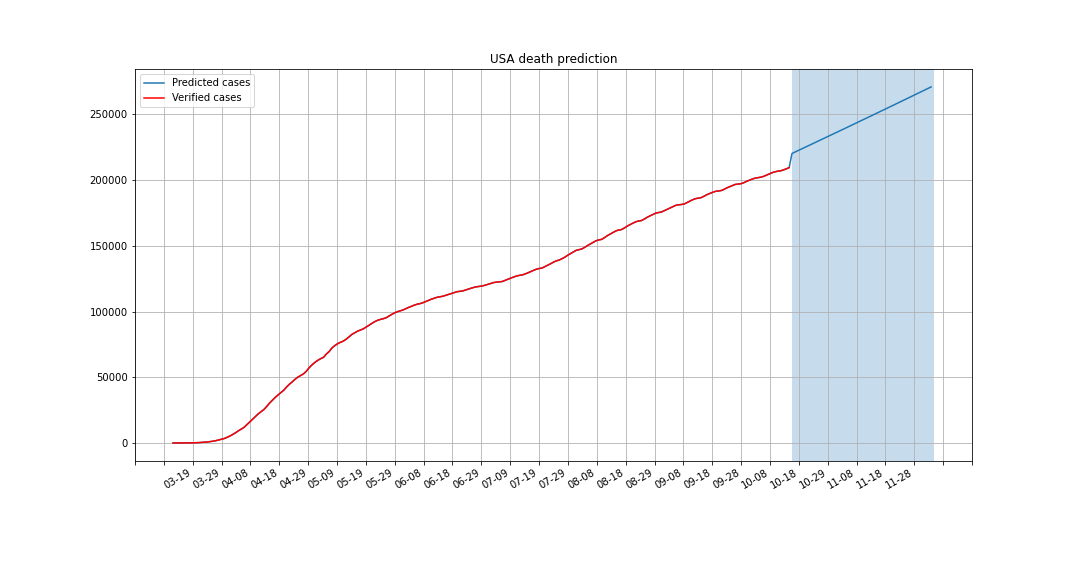 USA death prediction
Predicted cases
Verified cases
250000
200000
150000
100000
50000
0
03-19 03-29 04-08 04-18 04-29 05-09 05-19 05-29 06-08 06-18 06-29 07-09 07-19 07-29 08-08 08-18 08-29 09-08 09-18 09-28 10-08 10-18 10-29 11-08 11-18 11-28